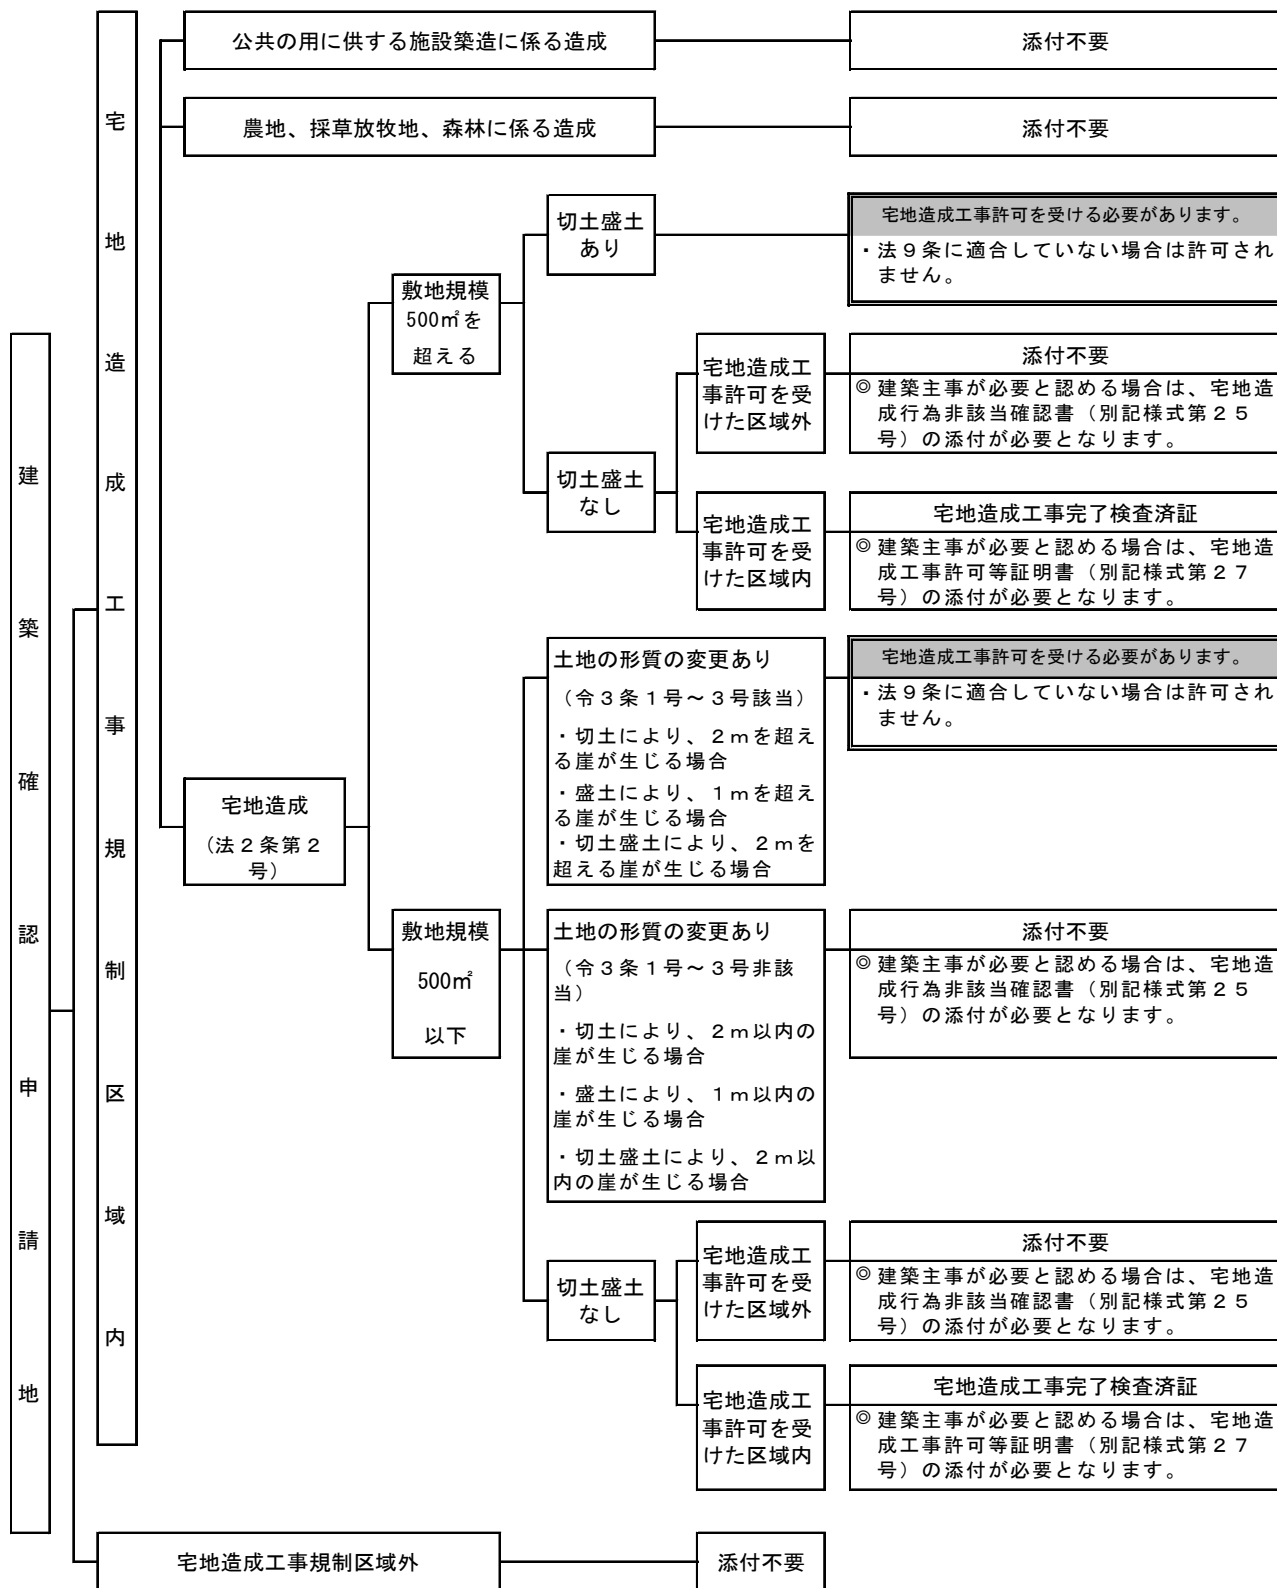 建築確認申請地
宅地造成工事規制区域内
公共の用に供する施設築造に係る造成
添付不要
農地、採草放牧地、森林に係る造成
添付不要
宅地造成
(法２条第２
号)
敷地規模
500㎡を
超える
切土盛土
あり
宅地造成工事許可を受ける必要があります。
・法９条に適合していない場合は許可され
ません。
切土盛土
なし
宅地造成工
事許可を受
けた区域外
添付不要
◎建築主事が必要と認める場合は、宅地造
成行為非該当確認書（別記様式第２５
号）の添付が必要となります。
宅地造成工
事許可を受
けた区域内
宅地造成工事完了検査済証
◎建築主事が必要と認める場合は、宅地造
成工事許可等証明書（別記様式第２７
号）の添付が必要となります。
敷地規模
500㎡
以下
土地の形質の変更あり
（令３条１号～３号該当）
・切土により、２ｍを超え
る崖が生じる場合
・盛土により、１ｍを超え
る崖が生じる場合
・切土盛土により、２ｍを
超える崖が生じる場合
宅地造成工事許可を受ける必要があります。
・法９条に適合していない場合は許可され
ません。
土地の形質の変更あり
（令３条１号～３号非該
当）
・切土により、２ｍ以内の
崖が生じる場合
・盛土により、１ｍ以内の
崖が生じる場合
・切土盛土により、２ｍ以
内の崖が生じる場合
添付不要
◎建築主事が必要と認める場合は、宅地造
成行為非該当確認書（別記様式第２５
号）の添付が必要となります。
切土盛土
なし
宅地造成工
事許可を受
けた区域外
添付不要
◎建築主事が必要と認める場合は、宅地造
成行為非該当確認書（別記様式第２５
号）の添付が必要となります。
宅地造成工
事許可を受
けた区域内
宅地造成工事完了検査済証
◎建築主事が必要と認める場合は、宅地造
成工事許可等証明書（別記様式第２７
号）の添付が必要となります。
宅地造成工事規制区域外
添付不要